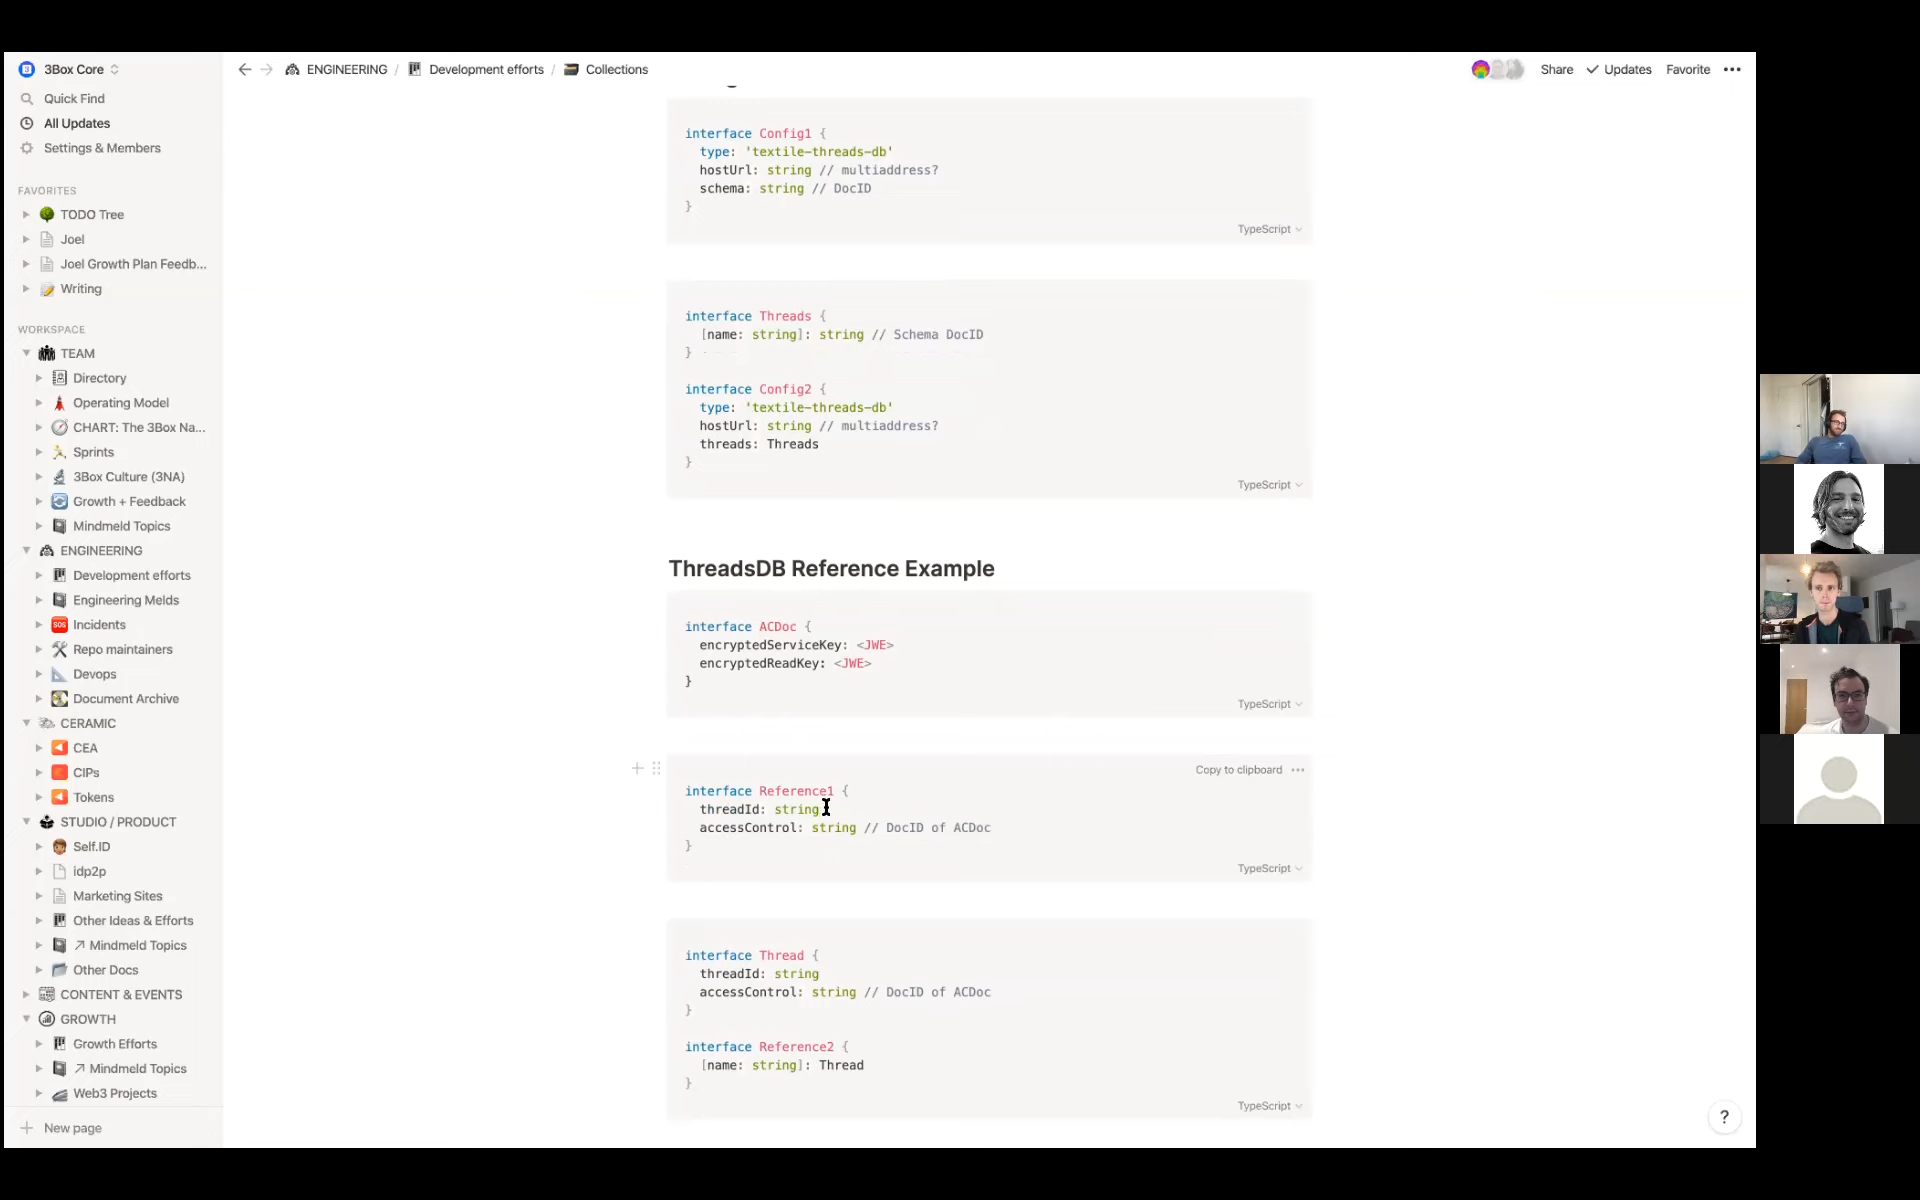 3Box Core
ENGINEERING / Development efforts / Collections
Share
Updates
Favorite
Quick Find
All Updates
Settings & Members
FAVORITES
TODO Tree
Joel
Joel Growth Plan Feedb...
Writing
WORKSPACE
TEAM
Directory
Operating Model
CHART: The 3Box Na...
Sprints
3Box Culture (3NA)
Growth + Feedback
Mindmeld Topics
ENGINEERING
Development efforts
Engineering Melds
SOS Incidents
Repo maintainers
Devops
Document Archive
CERAMIC
CEA
CIPs
Tokens
STUDIO / PRODUCT
Self.ID
idp2p
Marketing Sites
Other Ideas & Efforts
↗ Mindmeld Topics
Other Docs
CONTENT & EVENTS
GROWTH
Growth Efforts
↗ Mindmeld Topics
Web3 Projects
+ New page
interface Config1 {
type: 'textile-threads-db'
hostUrl: string // multiaddress?
schema: string // DocID
}
TypeScript
interface Threads {
[name: string]: string // Schema DocID
}
interface Config2 {
type: 'textile-threads-db'
hostUrl: string // multiaddress?
threads: Threads
}
TypeScript
ThreadsDB Reference Example
interface ACDoc {
encryptedServiceKey: <JWE>
encryptedReadKey: <JWE>
}
TypeScript
Copy to clipboard
interface Reference1 {
threadId: string
accessControl: string // DocID of ACDoc
}
TypeScript
interface Thread {
threadId: string
accessControl: string // DocID of ACDoc
}
interface Reference2 {
[name: string]: Thread
}
TypeScript
?